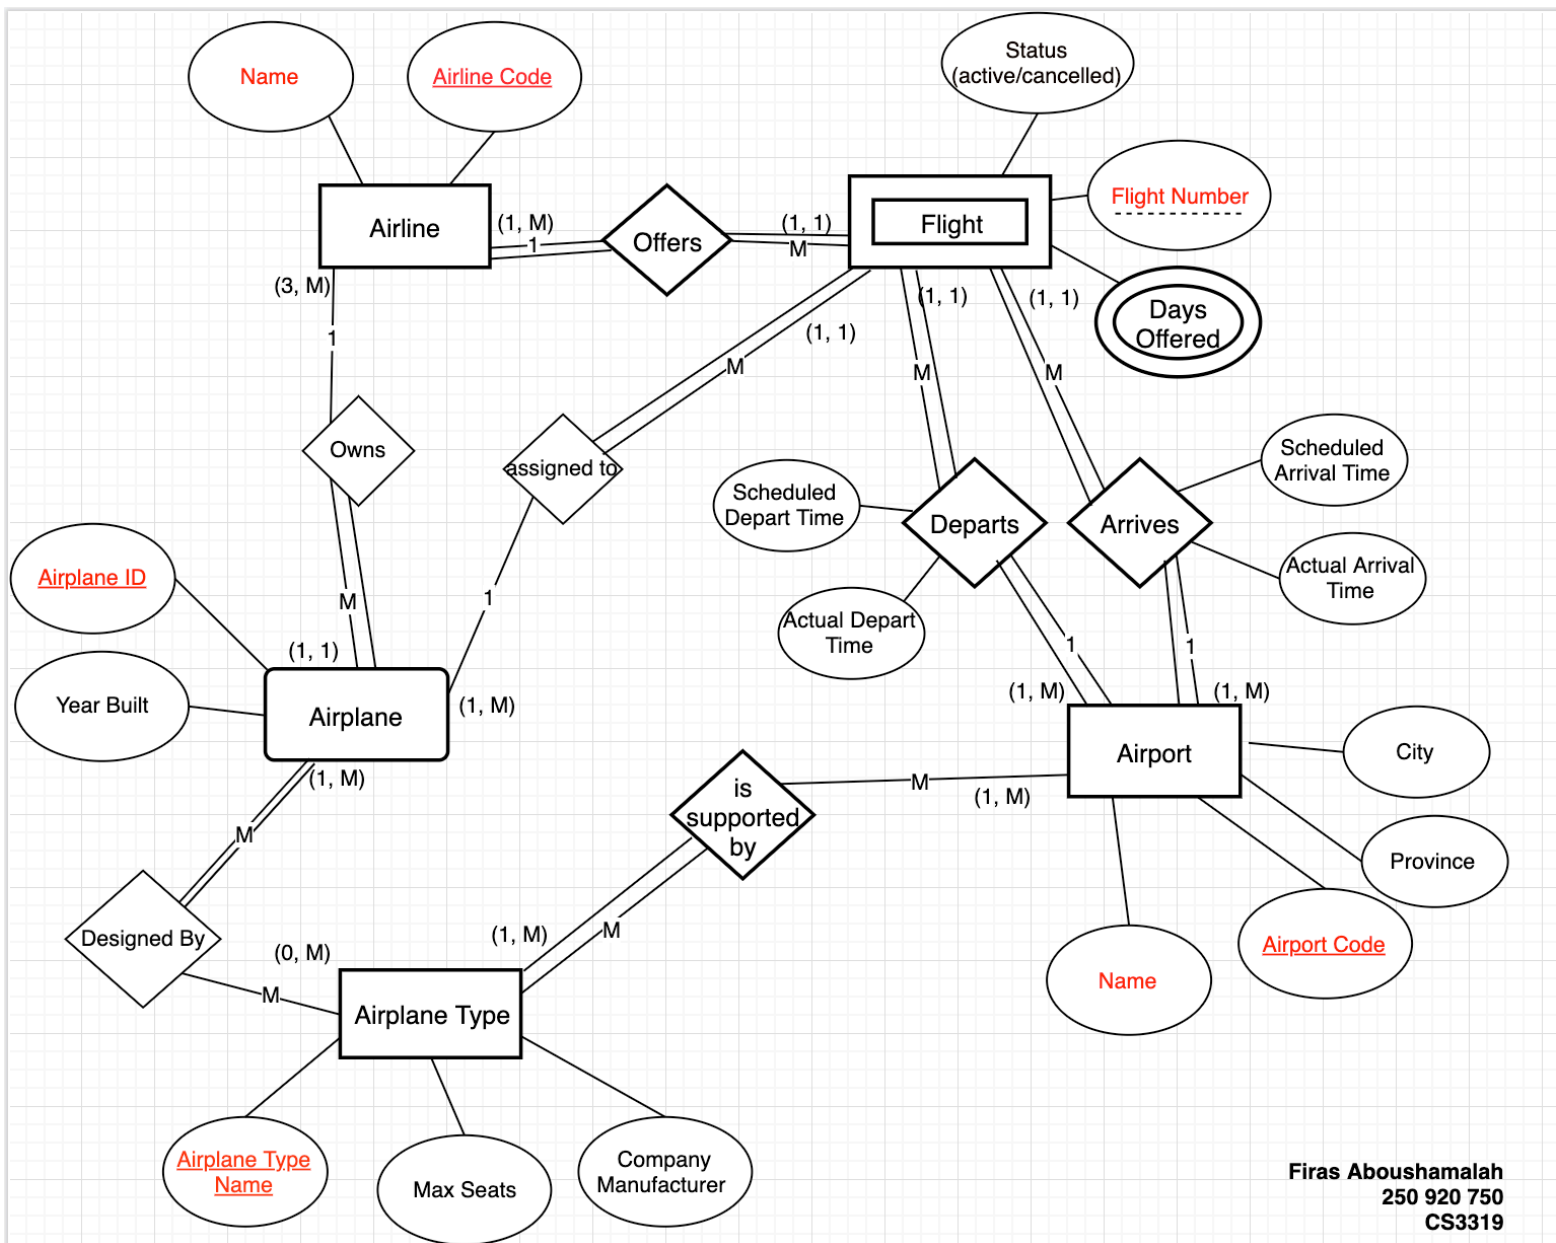 Name
Airline Code
Status
(active/cancelled)
Flight Number
Airline
(1, M)
1
Offers
(1, 1)
M
Flight
(3, M)
1
(1, 1)
M
(1, 1)
M
(1, 1)
M
Days
Offered
Owns
assigned to
Scheduled
Depart Time
Departs
Arrives
Scheduled
Arrival Time
Actual Arrival
Time
Actual Depart
Time
Airplane ID
M
1
1
1
(1, 1)
Year Built
Airplane
(1, M)
(1, M)
(1, M)
Airport
City
(1, M)
M
is
supported
by
M
(1, M)
Province
Airport Code
Name
Designed By
(0, M)
M
(1, M)
M
Airplane Type
Airplane Type
Name
Max Seats
Company
Manufacturer
Firas Aboushamalah
250 920 750
CS3319